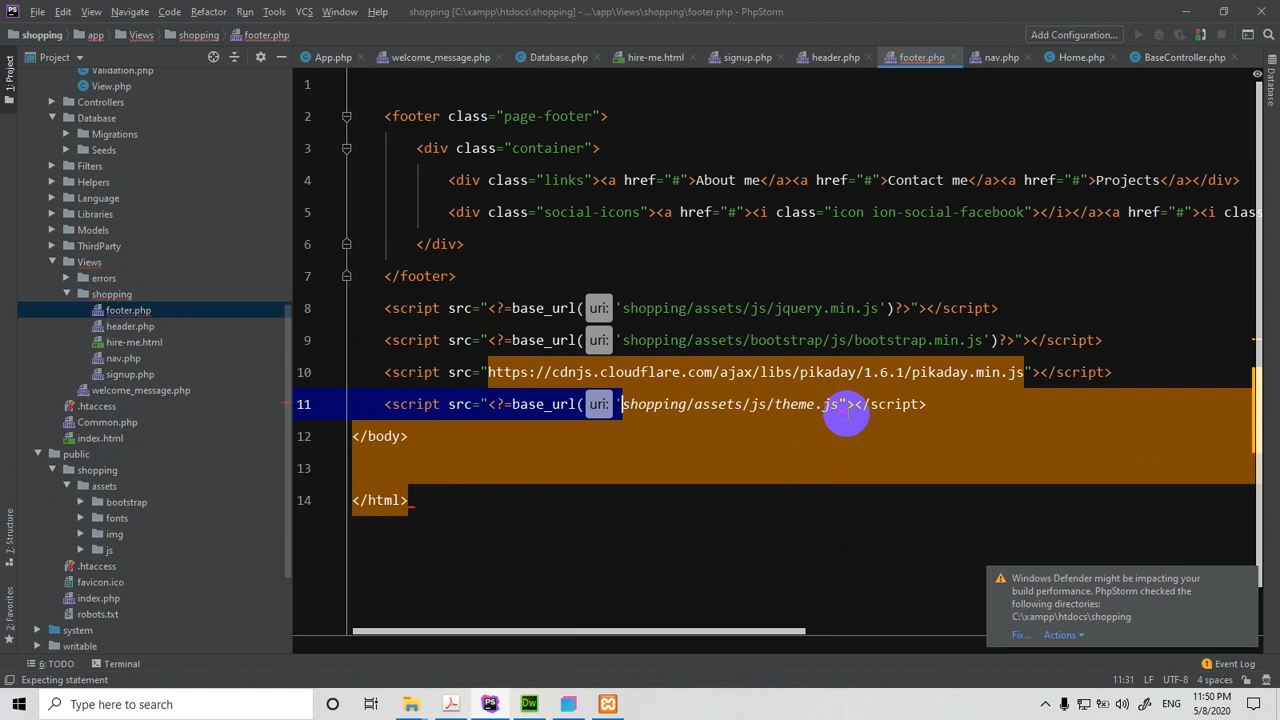 File Edit View Navigate Code Refactor Run Tools VCS Window Help shopping [C:\xampp\htdocs\shopping] - ...\app\Views\shopping\footer.php - PhpStorm
shopping app Views shopping footer.php Add Configuration...
Project App.php welcome_message.php Database.php hire-me.html signup.php header.php footer.php nav.php Home.php BaseController.php
1: Project
Database
Validation.php
View.php
Controllers
Database
Migrations
Seeds
Filters
Helpers
Language
Libraries
Models
ThirdParty
Views
errors
shopping
footer.php
header.php
hire-me.html
nav.php
signup.php
welcome_message.php
.htaccess
Common.php
index.html
public
shopping
assets
bootstrap
fonts
img
js
.htaccess
favicon.ico
index.php
robots.txt
system
writable
7: Structure
2: Favorites
1
2 <footer class="page-footer">
3 <div class="container">
4 <div class="links"><a href="#">About me</a><a href="#">Contact me</a><a href="#">Projects</a></div>
5 <div class="social-icons"><a href="#"><i class="icon ion-social-facebook"></i></a><a href="#"><i clas
6 </div>
7 </footer>
8 <script src="<?=base_url( uri: 'shopping/assets/js/jquery.min.js')?>"></script>
9 <script src="<?=base_url( uri: 'shopping/assets/bootstrap/js/bootstrap.min.js')?>"></script>
10 <script src="https://cdnjs.cloudflare.com/ajax/libs/pikaday/1.6.1/pikaday.min.js"></script>
11 <script src="<?=base_url( uri: 'shopping/assets/js/theme.js"></script>
12 </body>
13
14 </html>
Windows Defender might be impacting your
build performance. PhpStorm checked the
following directories:
C:\xampp\htdocs\shopping
Fix... Actions
6: TODO Terminal Event Log
Expecting statement 11:31 LF UTF-8 4 spaces
Type here to search ENG 11:50 PM
5/8/2020